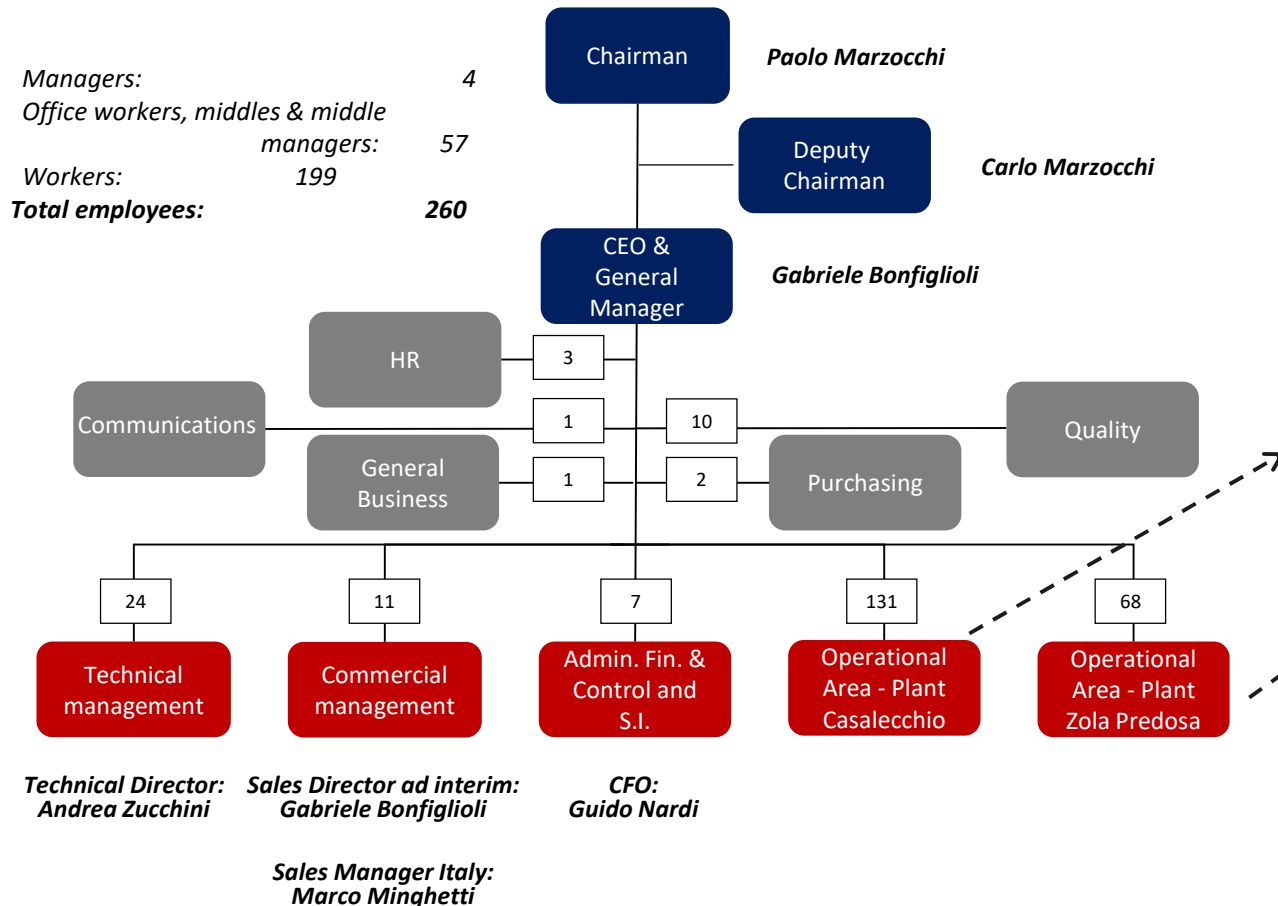 Chairman
Paolo Marzocchi
Managers: 4
Office workers, middles & middle
managers: 57
Workers: 199
Total employees: 260
Deputy
Chairman
Carlo Marzocchi
CEO &
General
Manager
Gabriele Bonfiglioli
HR
3
Communications
1
10
Quality
General
Business
1
2
Purchasing
24
11
7
131
68
Technical
management
Commercial
management
Admin. Fin. &
Control and
S.I.
Operational
Area - Plant
Casalecchio
Operational
Area - Plant
Zola Predosa
Technical Director:
Andrea Zucchini
Sales Director ad interim:
Gabriele Bonfiglioli
CFO:
Guido Nardi
Sales Manager Italy:
Marco Minghetti